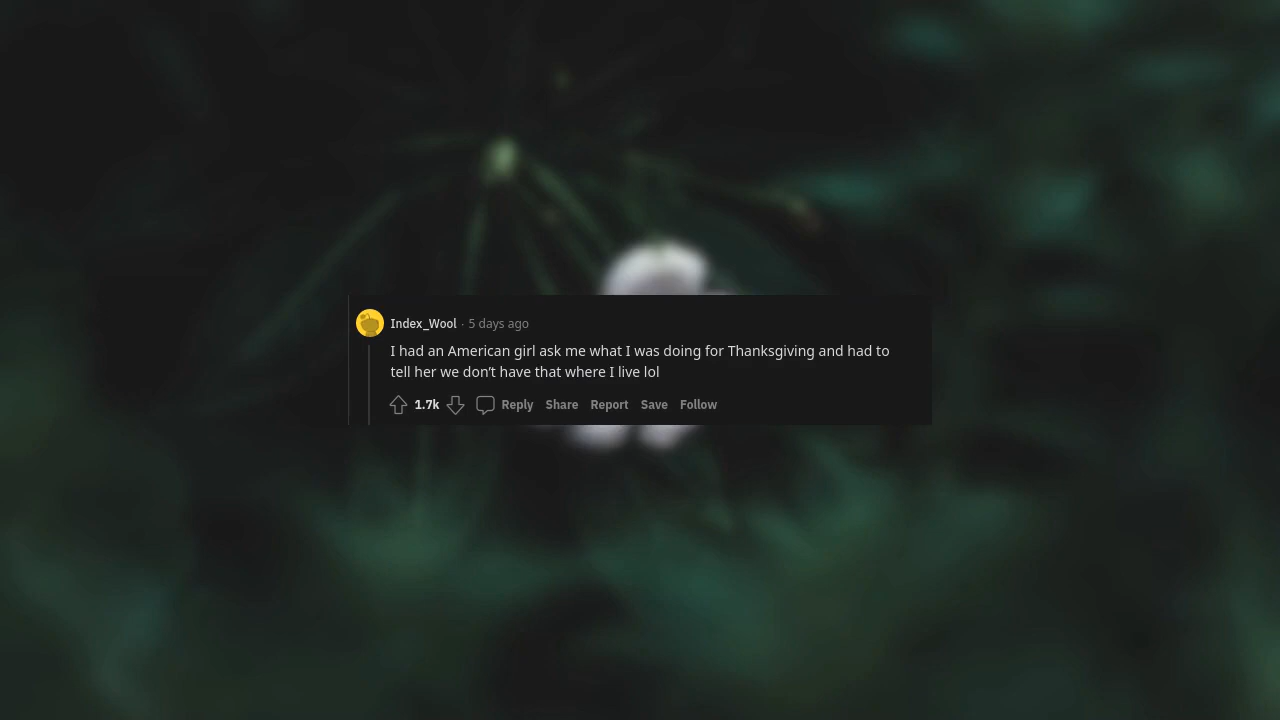 Index_Wool · 5 days ago
I had an American girl ask me what I was doing for Thanksgiving and had to
tell her we don’t have that where I live lol
1.7k Reply Share Report Save Follow